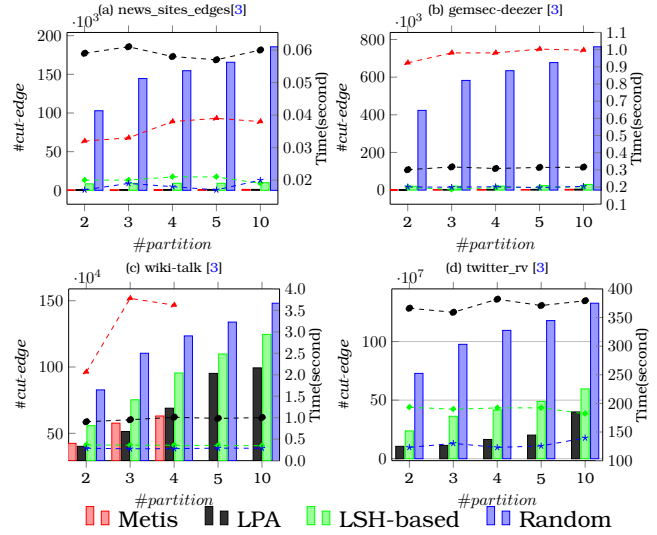 (a) news_sites_edges[3]
(b) gemsec-deezer [3]
·10³
·10³
200
150
100
50
0
0.06
0.05
0.04
0.03
0.02
#cut-edge
Time(second)
2 3 4 5 10
#partition
800
600
400
200
0
1.0
0.9
0.8
0.7
0.6
0.5
0.4
0.3
0.2
0.1
#cut-edge
Time(second)
2 3 4 5 10
#partition
(c) wiki-talk [3]
(d) twitter_rv [3]
·10⁴
·10⁷
150
100
50
4.0
3.5
3.0
2.5
2.0
1.5
1.0
0.5
0.0
#cut-edge
Time(second)
2 3 4 5 10
#partition
100
50
0
400
350
300
250
200
150
100
#cut-edge
Time(second)
2 3 4 5 10
#partition
Metis LPA LSH-based Random